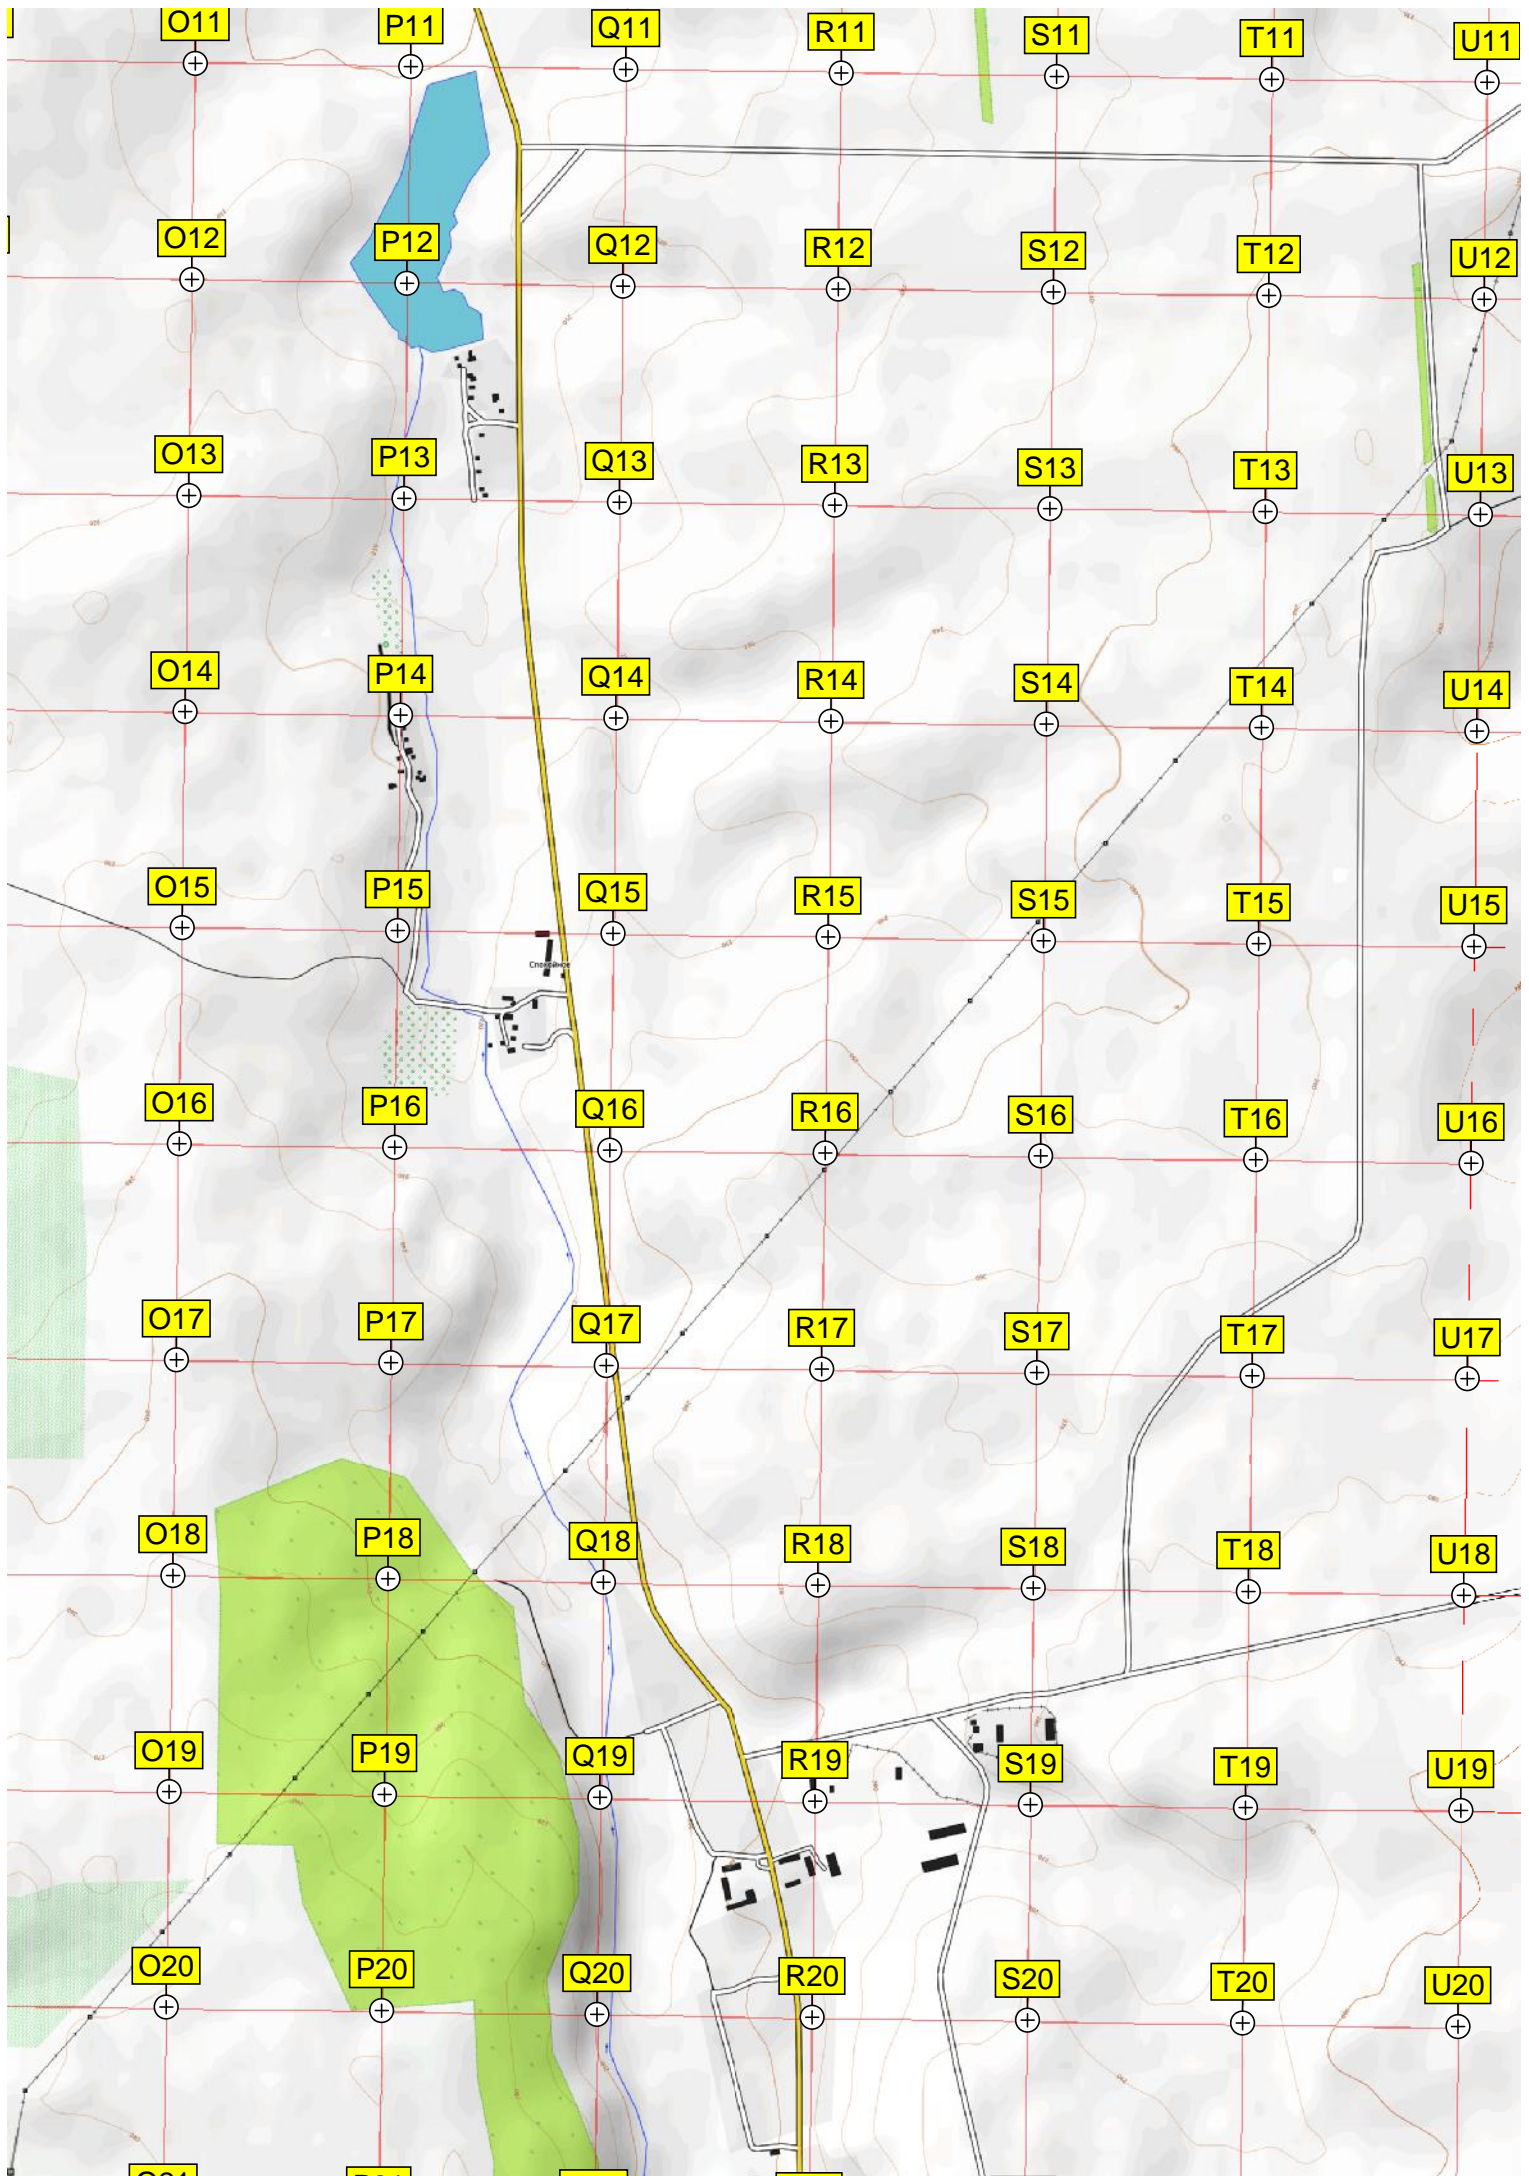 O11 P11 Q11 R11 S11 T11 U11
O12 P12 Q12 R12 S12 T12 U12
O13 P13 Q13 R13 S13 T13 U13
O14 P14 Q14 R14 S14 T14 U14
O15 P15 Q15 R15 S15 T15 U15
Спокойное
O16 P16 Q16 R16 S16 T16 U16
O17 P17 Q17 R17 S17 T17 U17
O18 P18 Q18 R18 S18 T18 U18
O19 P19 Q19 R19 S19 T19 U19
O20 P20 Q20 R20 S20 T20 U20